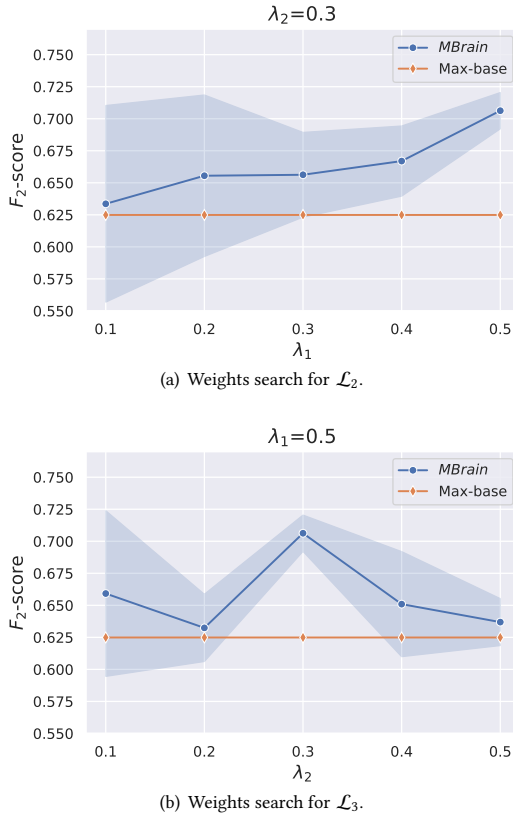 λ₂=0.3
MBrain
Max-base
0.750
0.725
0.700
0.675
0.650
0.625
0.600
0.575
0.550
F₂-score
0.1 0.2 0.3 0.4 0.5
λ₁
(a) Weights search for ℒ₂.
λ₁=0.5
MBrain
Max-base
0.750
0.725
0.700
0.675
0.650
0.625
0.600
0.575
0.550
F₂-score
0.1 0.2 0.3 0.4 0.5
λ₂
(b) Weights search for ℒ₃.